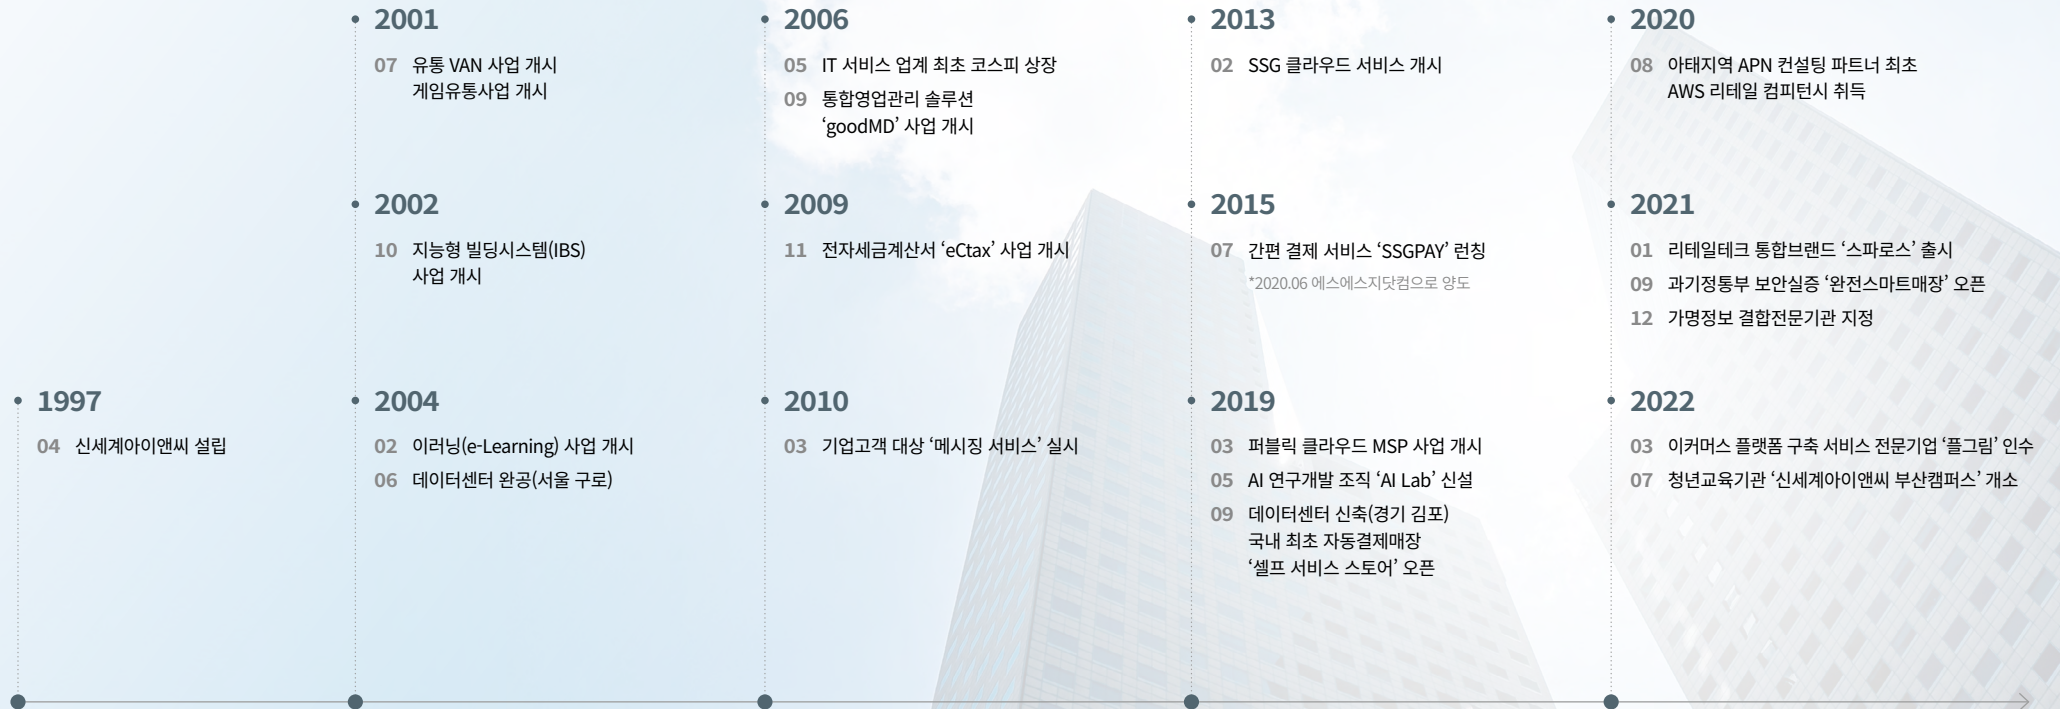 1997
04 신세계아이앤씨 설립
2001
07 유통 VAN 사업 개시
게임유통사업 개시
2002
10 지능형 빌딩시스템(IBS)
사업 개시
2004
02 이러닝(e-Learning) 사업 개시
06 데이터센터 완공(서울 구로)
2006
05 IT 서비스 업계 최초 코스피 상장
09 통합영업관리 솔루션
‘goodMD’ 사업 개시
2009
11 전자세금계산서 ‘eCtax’ 사업 개시
2010
03 기업고객 대상 ‘메시징 서비스’ 실시
2013
02 SSG 클라우드 서비스 개시
2015
07 간편 결제 서비스 ‘SSGPAY’ 런칭
*2020.06 에스에스지닷컴으로 양도
2019
03 퍼블릭 클라우드 MSP 사업 개시
05 AI 연구개발 조직 ‘AI Lab’ 신설
09 데이터센터 신축(경기 김포)
국내 최초 자동결제매장
‘셀프 서비스 스토어’ 오픈
2020
08 아태지역 APN 컨설팅 파트너 최초
AWS 리테일 컴피턴시 취득
2021
01 리테일테크 통합브랜드 ‘스파로스’ 출시
09 과기정통부 보안실증 ‘완전스마트매장’ 오픈
12 가명정보 결합전문기관 지정
2022
03 이커머스 플랫폼 구축 서비스 전문기업 ‘플그림’ 인수
07 청년교육기관 ‘신세계아이앤씨 부산캠퍼스’ 개소